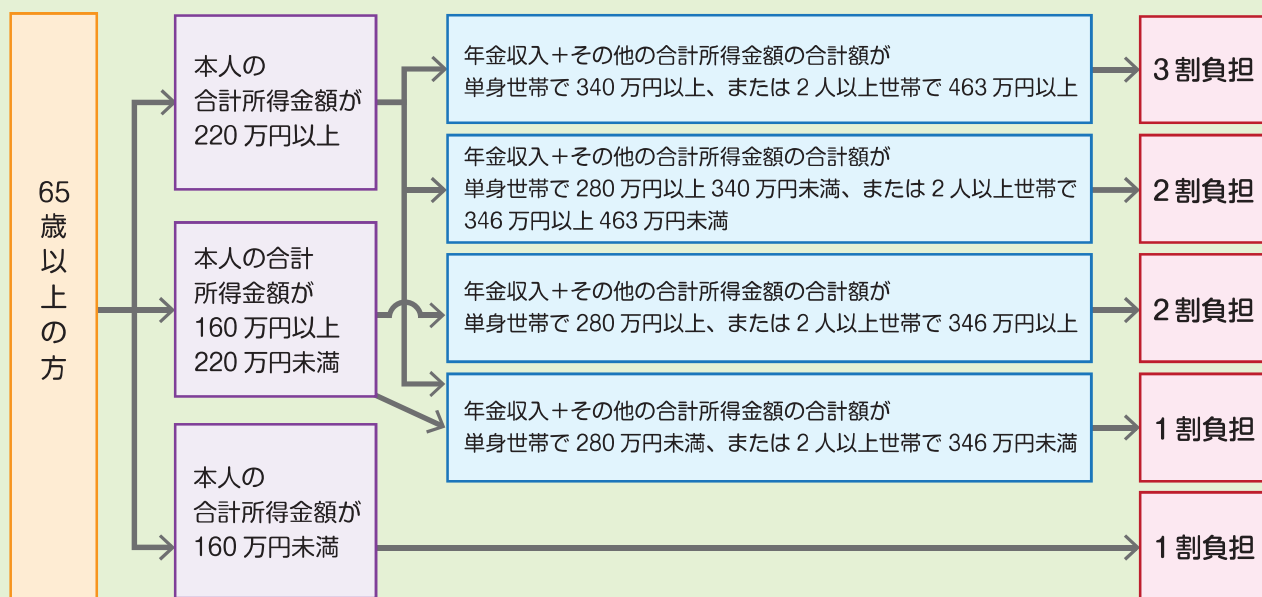 65歳以上の方
本人の
合計所得金額が
220万円以上
年金収入＋その他の合計所得金額の合計額が
単身世帯で340万円以上、または2人以上世帯で463万円以上
3割負担
年金収入＋その他の合計所得金額の合計額が
単身世帯で280万円以上340万円未満、または2人以上世帯で
346万円以上463万円未満
2割負担
本人の合計
所得金額が
160万円以上
220万円未満
年金収入＋その他の合計所得金額の合計額が
単身世帯で280万円以上、または2人以上世帯で346万円以上
2割負担
年金収入＋その他の合計所得金額の合計額が
単身世帯で280万円未満、または2人以上世帯で346万円未満
1割負担
本人の
合計所得金額が
160万円未満
1割負担